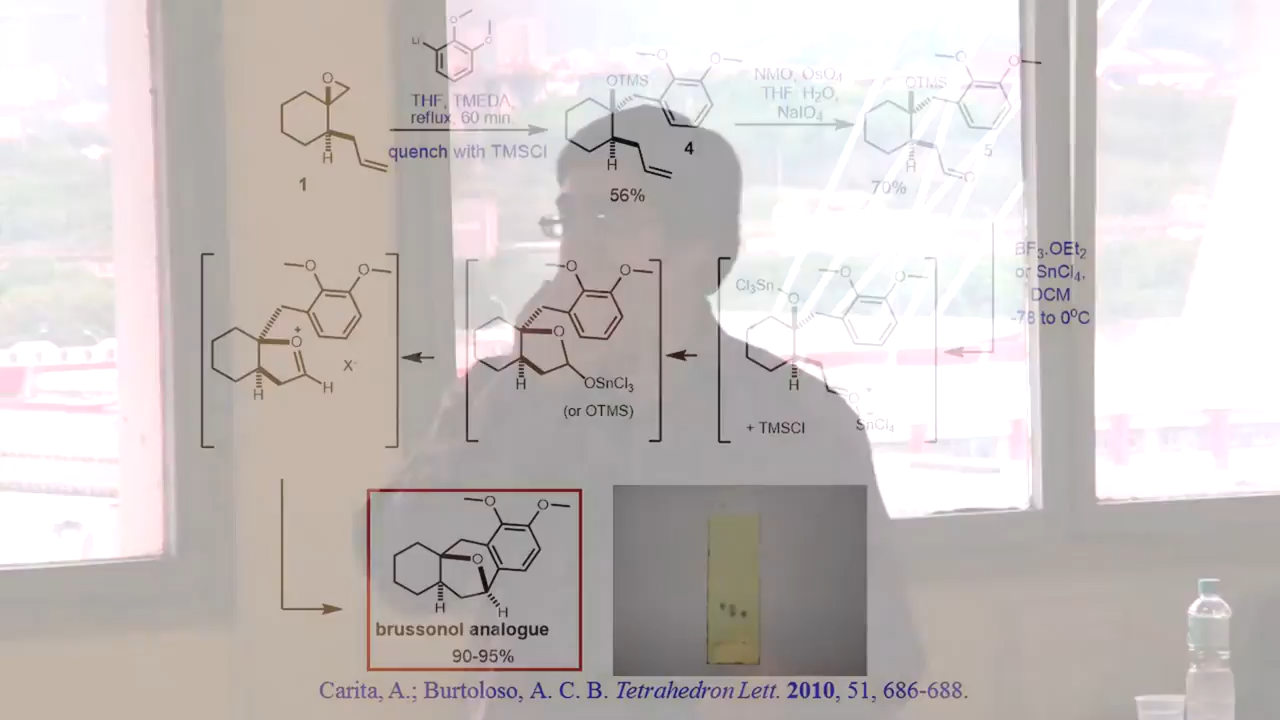 Li
O
O
O
H
1
THF, TMEDA,
reflux, 60 min.
quench with TMSCl
OTMS
O
O
H
4
56%
NMO, OsO4
THF H2O,
NaIO4
OTMS
O
O
H
O
5
70%
BF3.OEt2
or SnCl4,
DCM
-78 to 0°C
Cl3Sn
O
O
O
H
O
+
SnCl4
+ TMSCl
O
O
O
H
OSnCl3
(or OTMS)
O
O
+
O
H
H
X-
O
O
O
H
H
brussonol analogue
90-95%
Carita, A.; Burtoloso, A. C. B. Tetrahedron Lett. 2010, 51, 686-688.